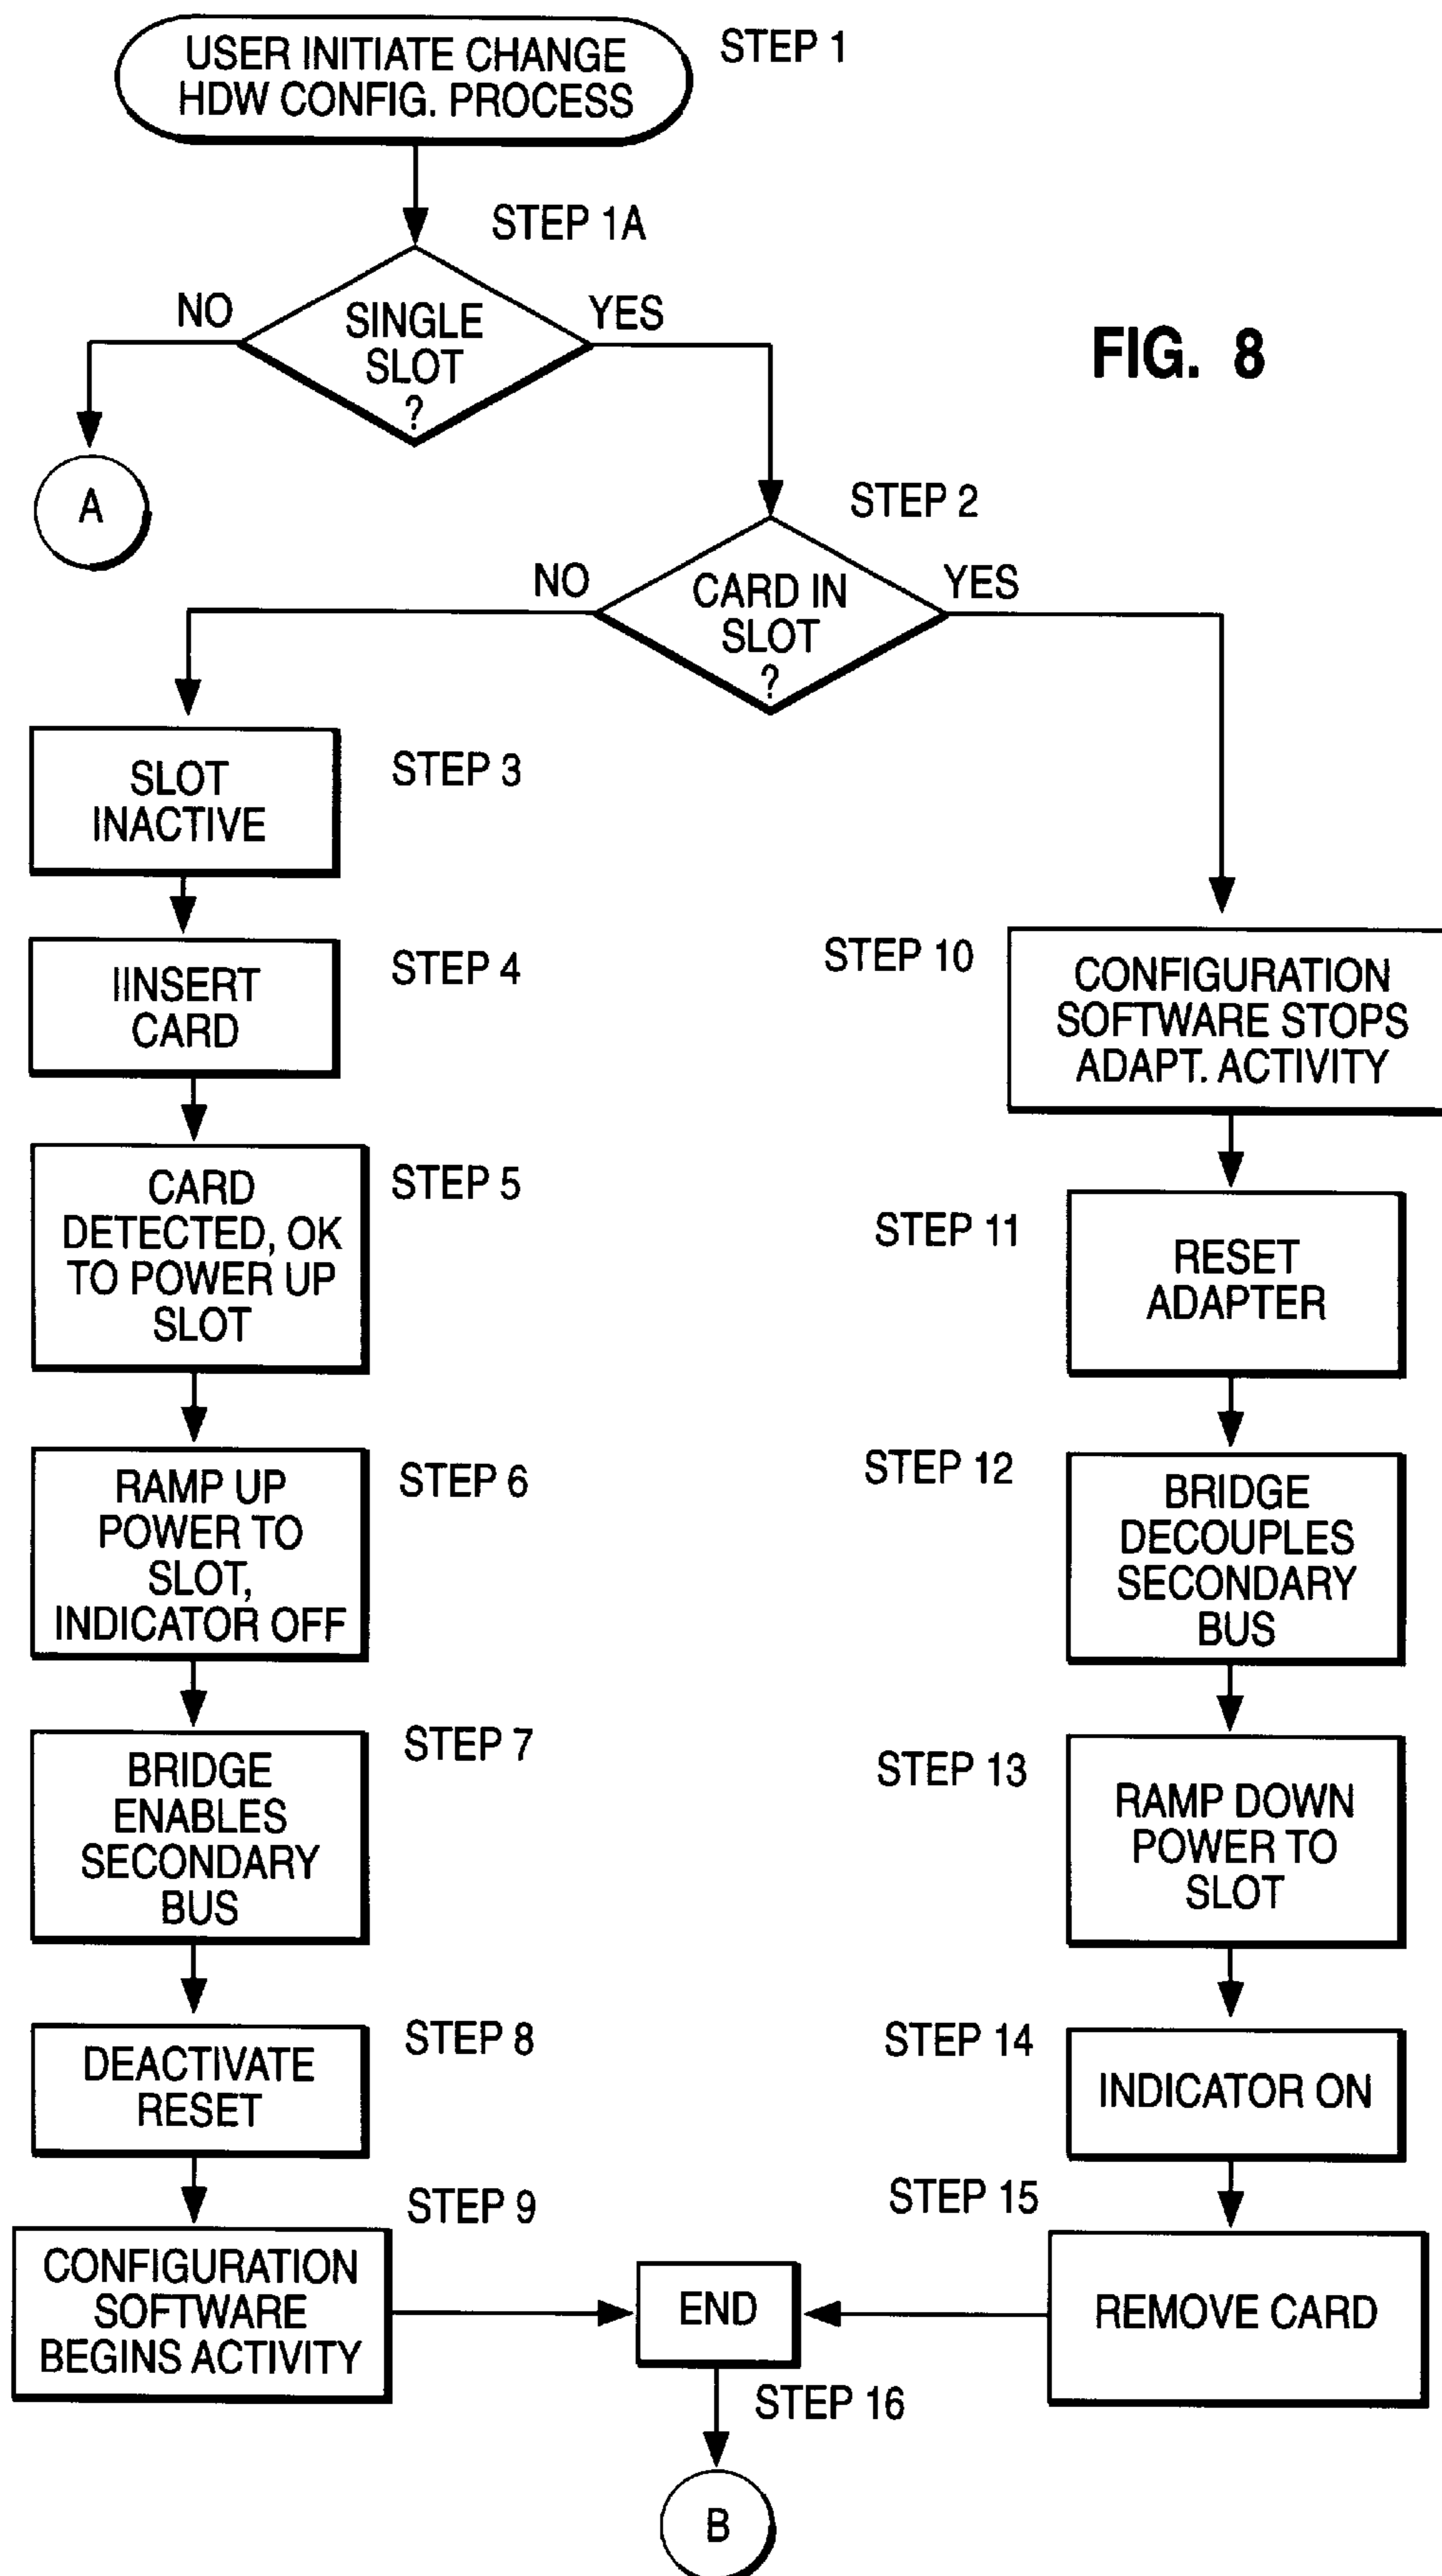 USER INITIATE CHANGE
HDW CONFIG. PROCESS
STEP 1
STEP 1A
NO
SINGLE
SLOT
?
YES
FIG. 8
A
STEP 2
NO
CARD IN
SLOT
?
YES
SLOT
INACTIVE
STEP 3
IINSERT
CARD
STEP 4
CARD
DETECTED, OK
TO POWER UP
SLOT
STEP 5
RAMP UP
POWER TO
SLOT,
INDICATOR OFF
STEP 6
BRIDGE
ENABLES
SECONDARY
BUS
STEP 7
DEACTIVATE
RESET
STEP 8
CONFIGURATION
SOFTWARE
BEGINS ACTIVITY
STEP 9
STEP 10
CONFIGURATION
SOFTWARE STOPS
ADAPT. ACTIVITY
STEP 11
RESET
ADAPTER
STEP 12
BRIDGE
DECOUPLES
SECONDARY
BUS
STEP 13
RAMP DOWN
POWER TO
SLOT
STEP 14
INDICATOR ON
STEP 15
REMOVE CARD
END
STEP 16
B